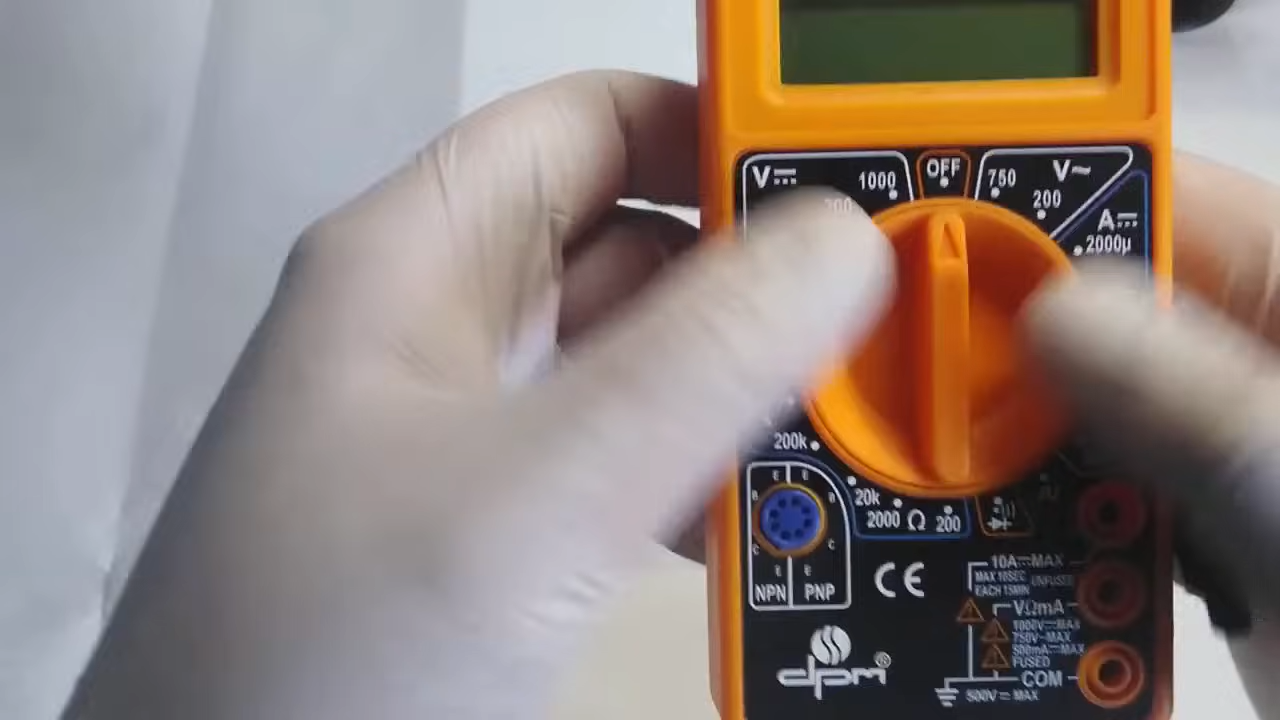 V⎓ 1000 OFF 750 V~
200 200
A⎓
2000µ
200k
20k
2000 Ω 200
E E
B B
C C
E E
NPN PNP
CE
10A⎓MAX
MAX 10SEC UNFUSED
EACH 15MIN
VΩmA
1000V⎓MAX
750V~MAX
500mA⎓MAX
FUSED
COM
500V⎓MAX
dpm®